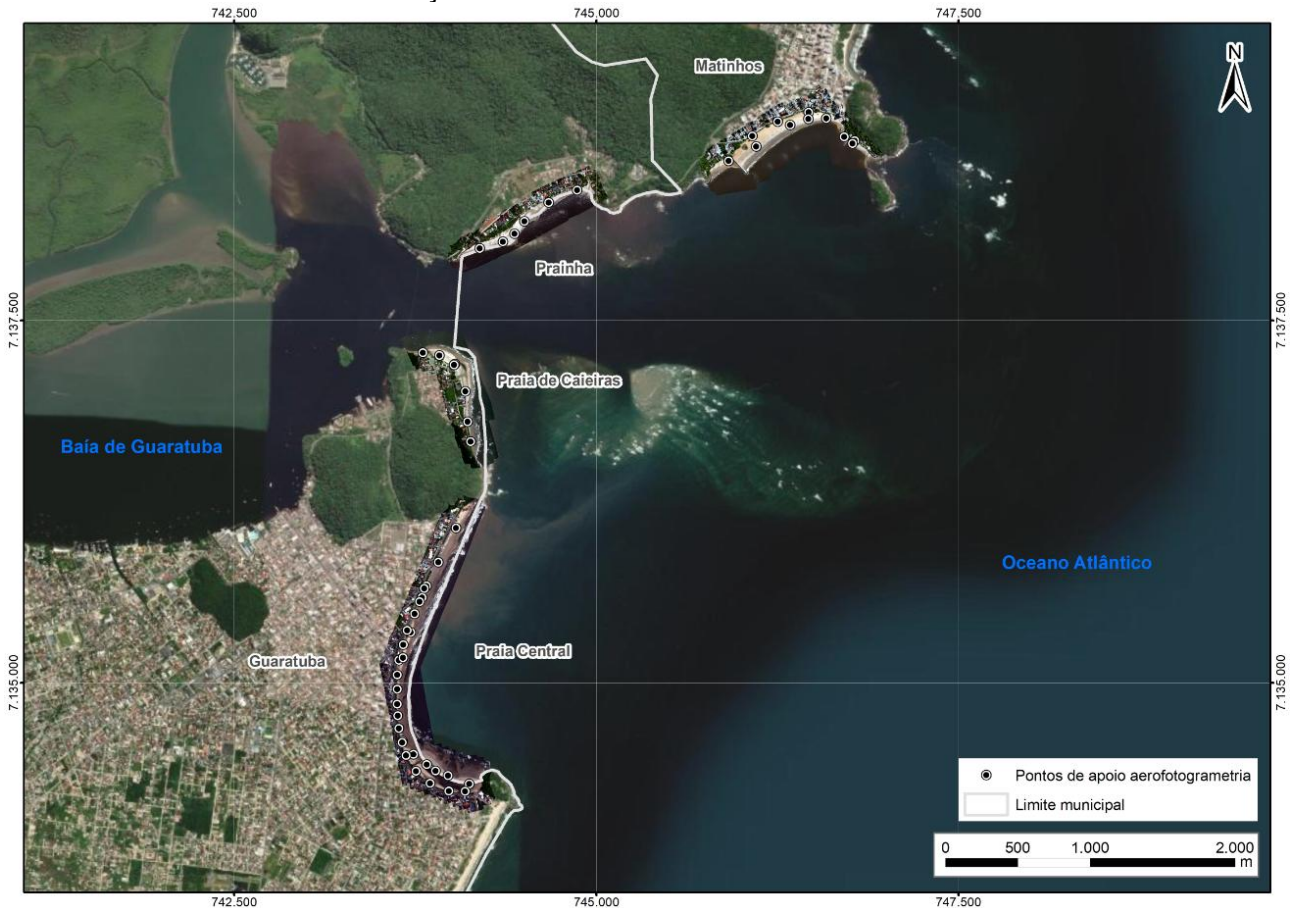 742.500
745.000
747.500
N
Matinhos
Prainha
7.137.500
7.137.500
Praia de Caieiras
Baía de Guaratuba
Oceano Atlântico
Guaratuba
Praia Central
7.135.000
7.135.000
Pontos de apoio aerofotogrametria
Limite municipal
0 500 1.000 2.000
m
742.500
745.000
747.500